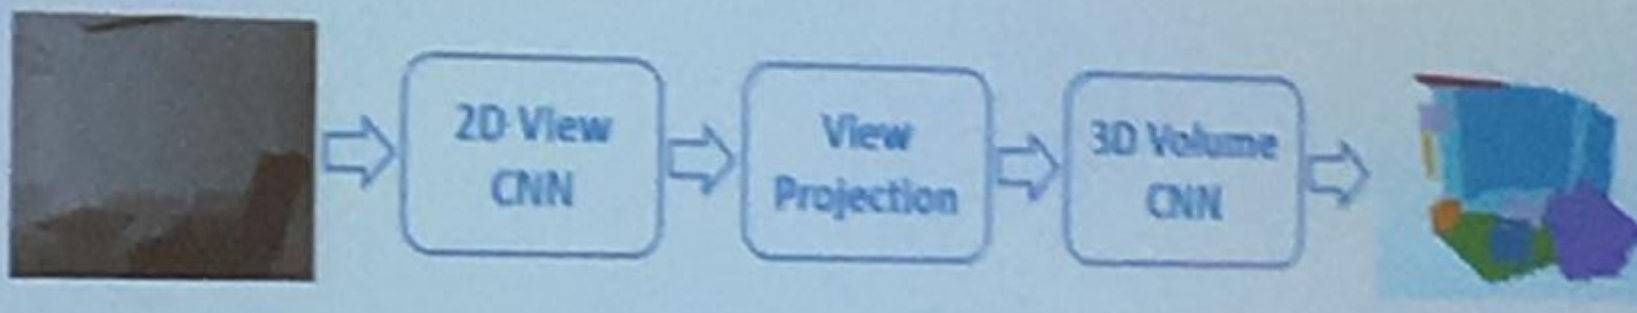 2D View
CNN
View
Projection
3D Volume
CNN